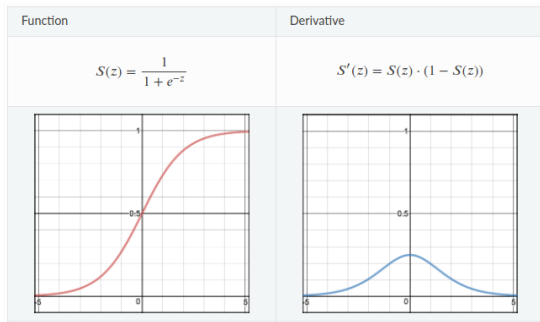 Function Derivative
S(z) = 1 / (1 + e^{-z}) S′(z) = S(z) · (1 − S(z))
1 1
0.5 0.5
-5 0 5 -5 0 5